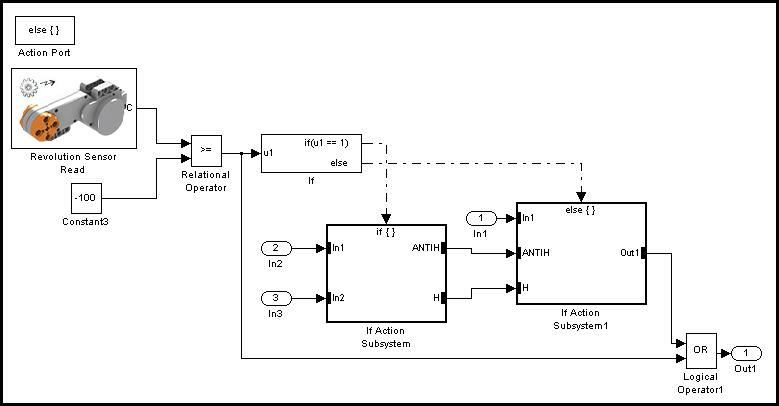 else { }
Action Port
C
Revolution Sensor
Read
-100
Constant3
>=
Relational
Operator
u1
if(u1 == 1)
else
If
2
In2
3
In3
if { }
In1
In2
ANTIH
H
If Action
Subsystem
1
In1
else { }
In1
ANTIH
H
Out1
If Action
Subsystem1
OR
Logical
Operator1
1
Out1